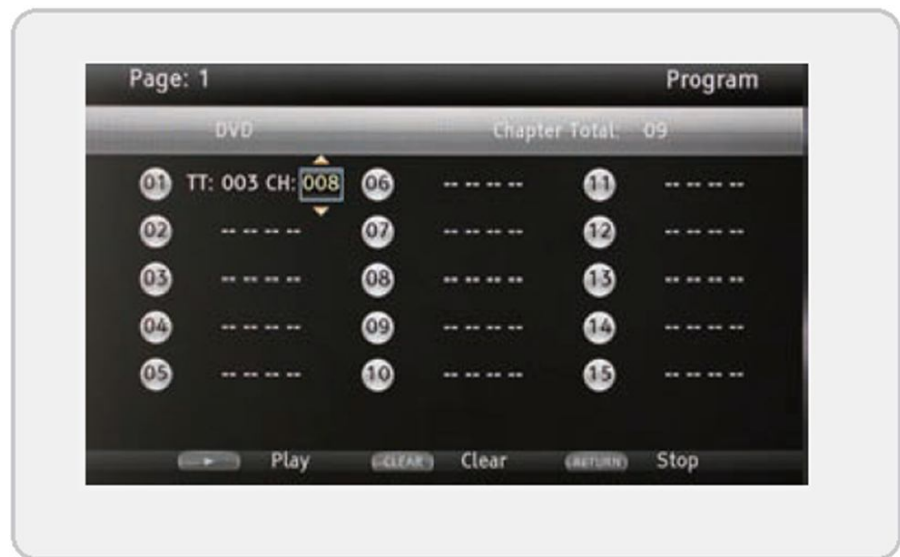 Page: 1 Program
DVD Chapter Total: 09
01 TT: 003 CH: 008 06 -- -- -- -- 11 -- -- -- --
02 -- -- -- -- 07 -- -- -- -- 12 -- -- -- --
03 -- -- -- -- 08 -- -- -- -- 13 -- -- -- --
04 -- -- -- -- 09 -- -- -- -- 14 -- -- -- --
05 -- -- -- -- 10 -- -- -- -- 15 -- -- -- --
Play CLEAR Clear RETURN Stop